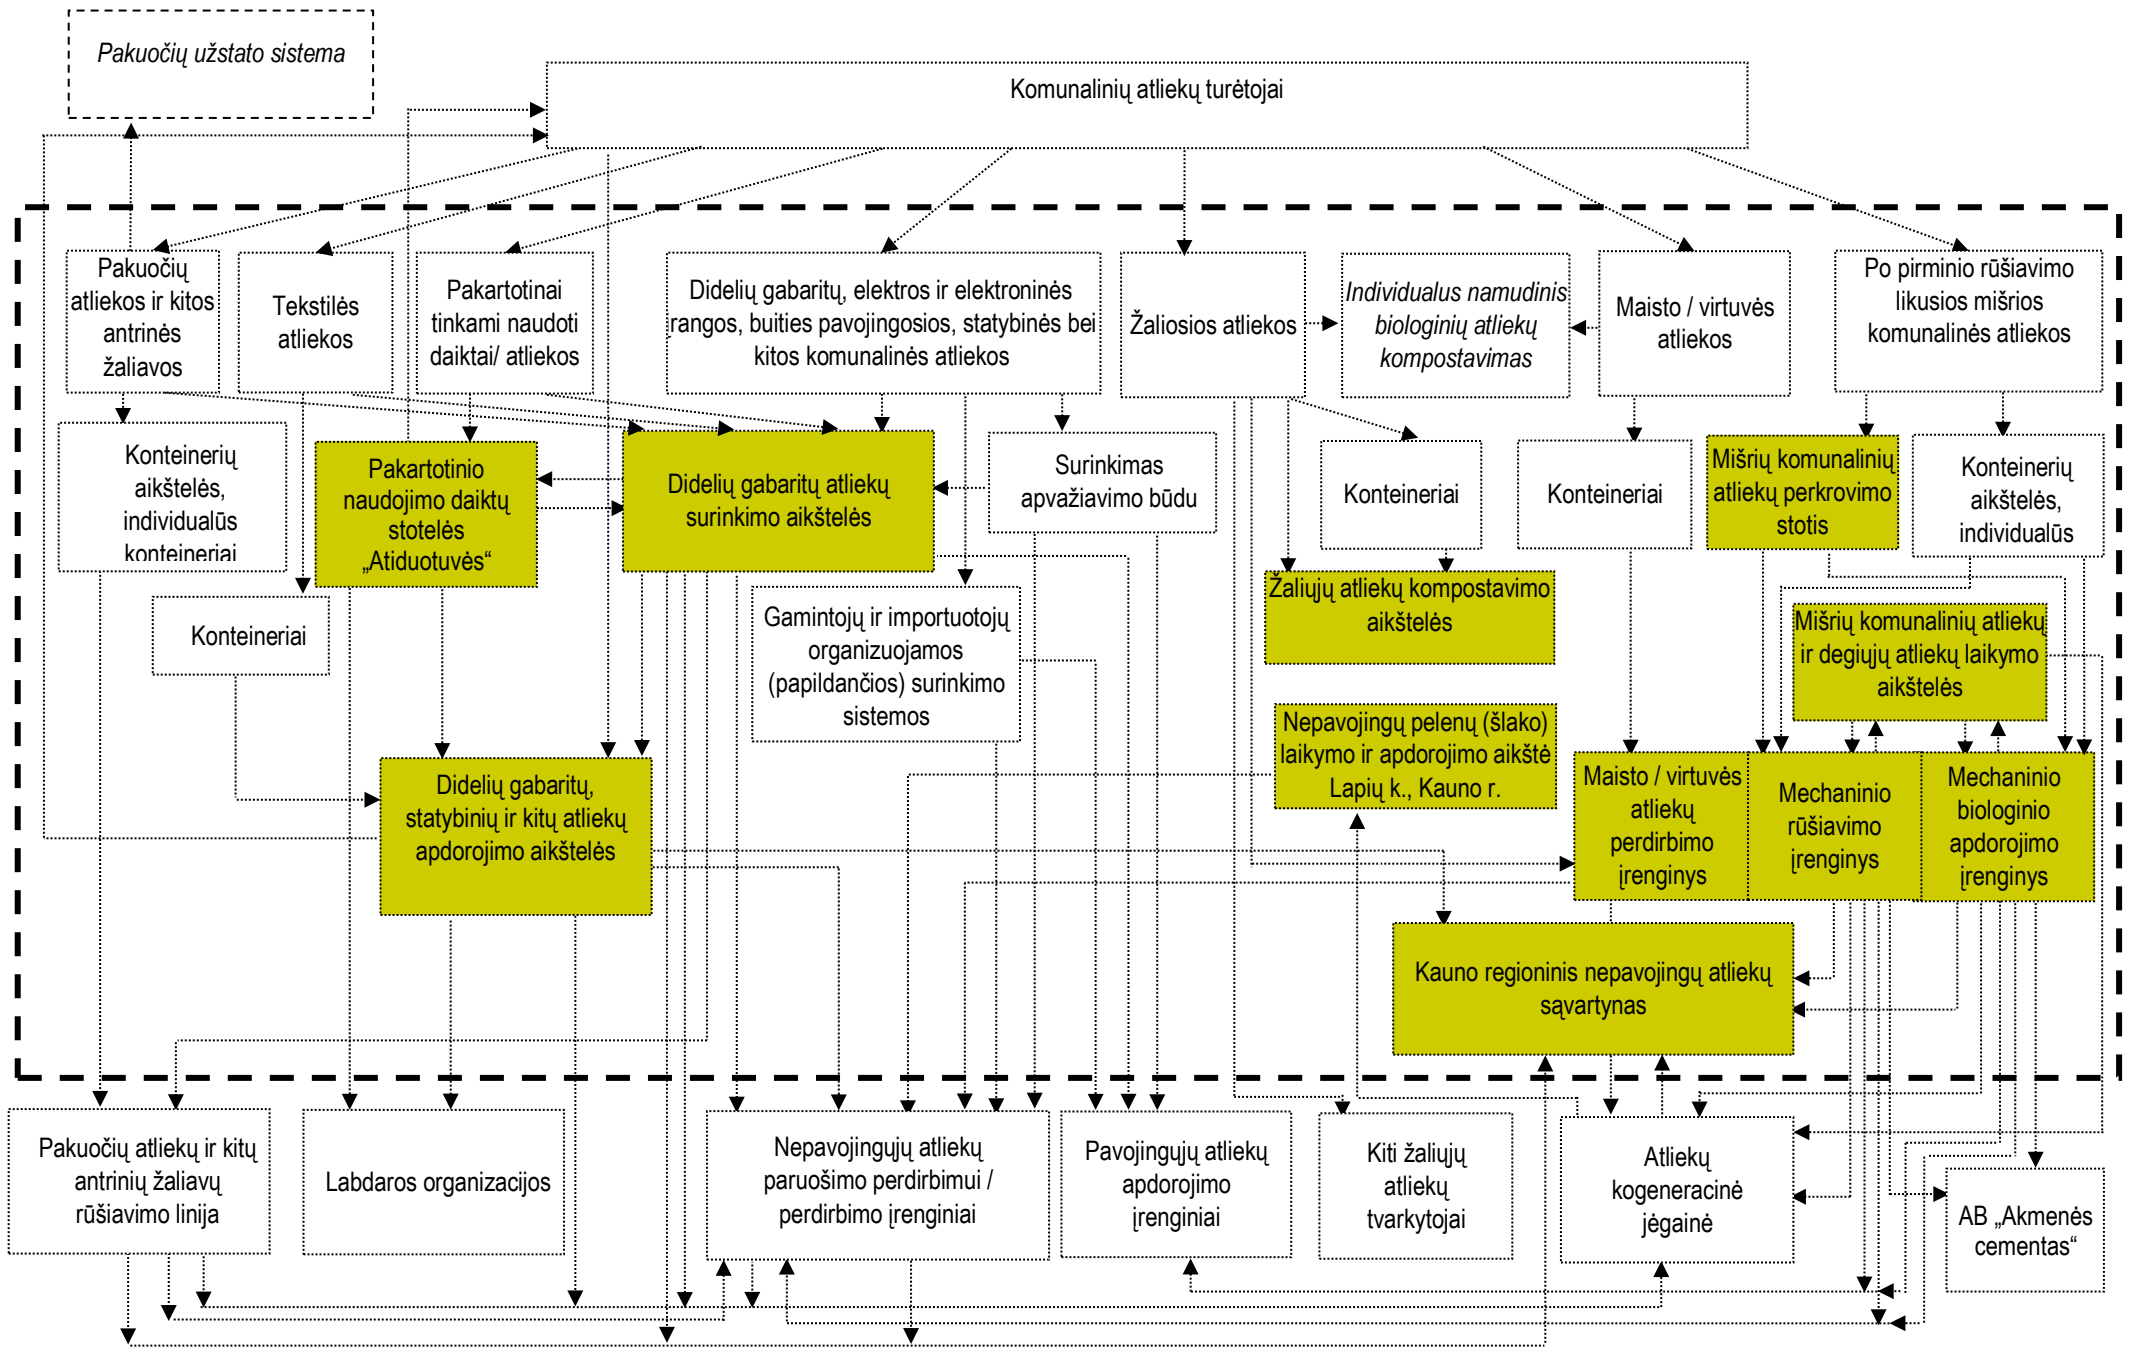 Pakuočių užstato sistema
Komunalinių atliekų turėtojai
Pakuočių
atliekos ir kitos
antrinės
žaliavos
Tekstilės
atliekos
Pakartotinai
tinkami naudoti
daiktai/ atliekos
Didelių gabaritų, elektros ir elektroninės
įrangos, buities pavojingosios, statybinės bei
kitos komunalinės atliekos
Žaliosios atliekos
Individualus namudinis
biologinių atliekų
kompostavimas
Maisto / virtuvės
atliekos
Po pirminio rūšiavimo
likusios mišrios
komunalinės atliekos
Konteinerių
aikštelės,
individualūs
konteineriai
Pakartotinio
naudojimo daiktų
stotelės
„Atiduotuvės“
Didelių gabaritų atliekų
surinkimo aikštelės
Surinkimas
apvažiavimo būdu
Konteineriai
Konteineriai
Mišrių komunalinių
atliekų perkrovimo
stotis
Konteinerių
aikštelės,
individualūs
Konteineriai
Gamintojų ir importuotojų
organizuojamos
(papildančios) surinkimo
sistemos
Žaliųjų atliekų kompostavimo
aikštelės
Mišrių komunalinių atliekų
ir degiųjų atliekų laikymo
aikštelės
Nepavojingų pelenų (šlako)
laikymo ir apdorojimo aikštė
Lapių k., Kauno r.
Didelių gabaritų,
statybinių ir kitų atliekų
apdorojimo aikštelės
Maisto / virtuvės
atliekų
perdirbimo
įrenginys
Mechaninio
rūšiavimo
įrenginys
Mechaninio
biologinio
apdorojimo
įrenginys
Kauno regioninis nepavojingų atliekų
sąvartynas
Pakuočių atliekų ir kitų
antrinių žaliavų
rūšiavimo linija
Labdaros organizacijos
Nepavojingųjų atliekų
paruošimo perdirbimui /
perdirbimo įrenginiai
Pavojingųjų atliekų
apdorojimo
įrenginiai
Kiti žaliųjų
atliekų
tvarkytojai
Atliekų
kogeneracinė
jėgainė
AB „Akmenės
cementas“